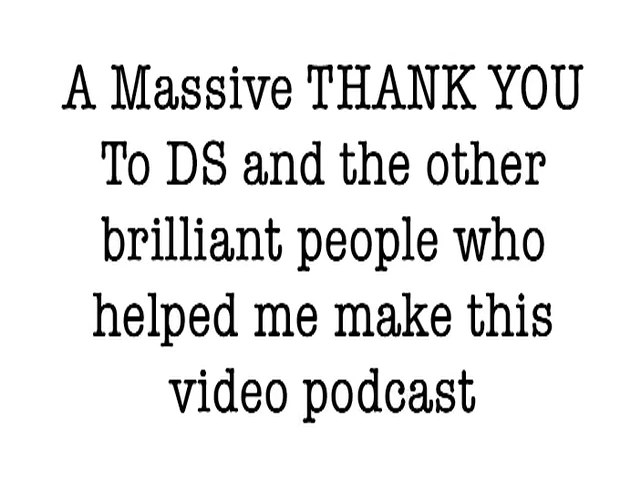 A Massive THANK YOU
To DS and the other
brilliant people who
helped me make this
video podcast